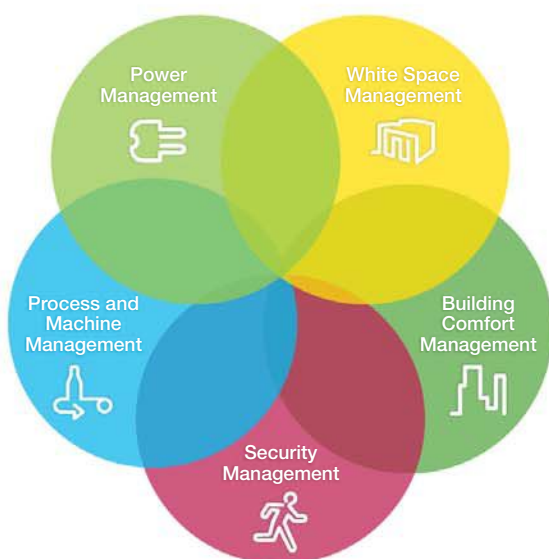 Power
Management
White Space
Management
Process and
Machine
Management
Building
Comfort
Management
Security
Management